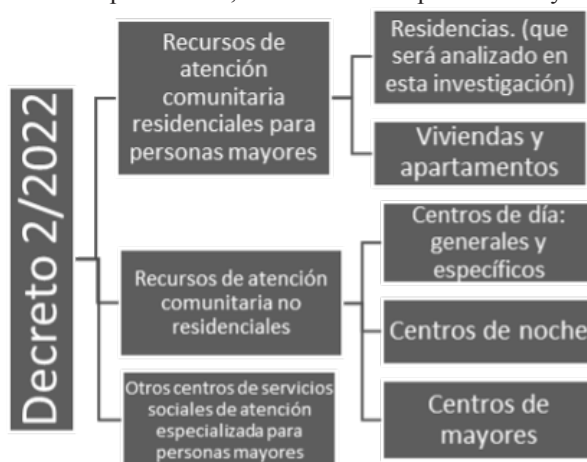 Decreto 2/2022
Recursos de
atención
comunitaria
residenciales para
personas mayores
Residencias. (que
será analizado en
esta investigación)
Viviendas y
apartamentos
Recursos de atención
comunitaria no
residenciales
Centros de día:
generales y
específicos
Centros de noche
Centros de
mayores
Otros centros de servicios
sociales de atención
especializada para
personas mayores